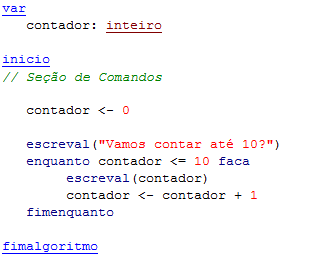 var
contador: inteiro
inicio
// Seção de Comandos
contador <- 0
escreval("Vamos contar até 10?")
enquanto contador <= 10 faca
escreval(contador)
contador <- contador + 1
fimenquanto
fimalgoritmo